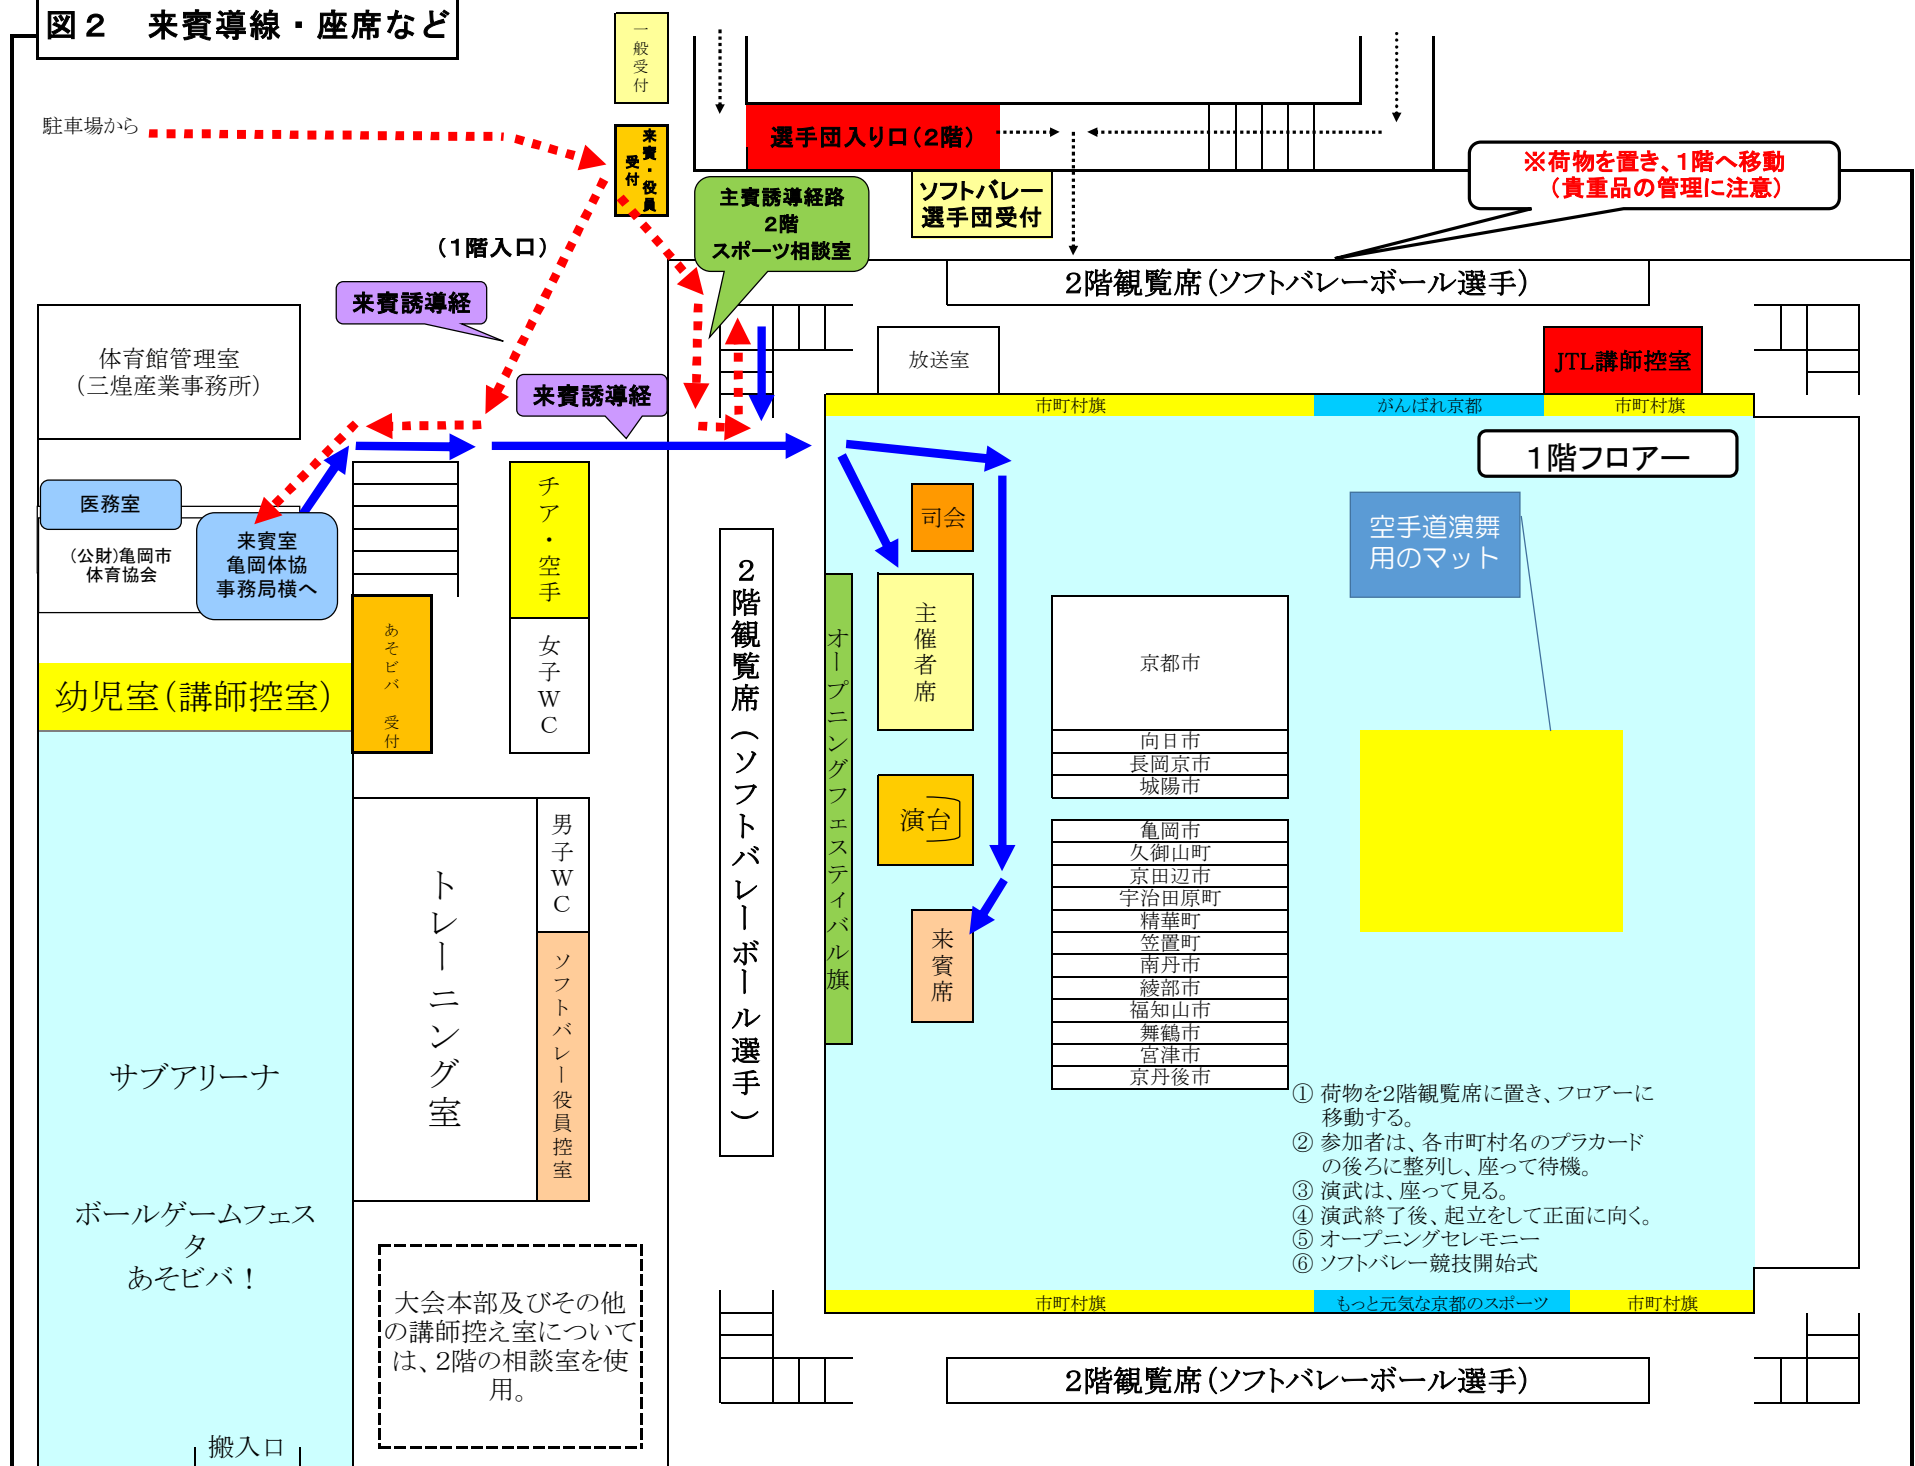 図２　来賓導線・座席など
一般受付
駐車場から
来賓・役員
受付
選手団入り口（２階）
※荷物を置き、１階へ移動
（貴重品の管理に注意）
主賓誘導経路
２階
スポーツ相談室
ソフトバレー
選手団受付
（１階入口）
２階観覧席（ソフトバレーボール選手）
来賓誘導経
体育館管理室
（三煌産業事務所）
放送室
JTL講師控室
来賓誘導経
市町村旗
がんばれ京都
市町村旗
１階フロアー
医務室
チア・空手
司会
空手道演舞
用のマット
(公財)亀岡市
体育協会
来賓室
亀岡体協
事務局横へ
２階観覧席（ソフトバレーボール選手）
オープニングフェスティバル旗
主催者席
京都市
あそビバ　受付
女子ＷＣ
幼児室（講師控室）
向日市
長岡京市
城陽市
演台
男子ＷＣ
亀岡市
久御山町
京田辺市
宇治田原町
精華町
笠置町
南丹市
綾部市
福知山市
舞鶴市
宮津市
京丹後市
トレーニング室
来賓席
ソフトバレー役員控室
サブアリーナ
① 荷物を2階観覧席に置き、フロアーに
移動する。
② 参加者は、各市町村名のプラカード
の後ろに整列し、座って待機。
③ 演武は、座って見る。
④ 演武終了後、起立をして正面に向く。
⑤ オープニングセレモニー
⑥ ソフトバレー競技開始式
ボールゲームフェス
タ
あそビバ！
大会本部及びその他
の講師控え室について
は、2階の相談室を使
用。
市町村旗
もっと元気な京都のスポーツ
市町村旗
２階観覧席（ソフトバレーボール選手）
搬入口